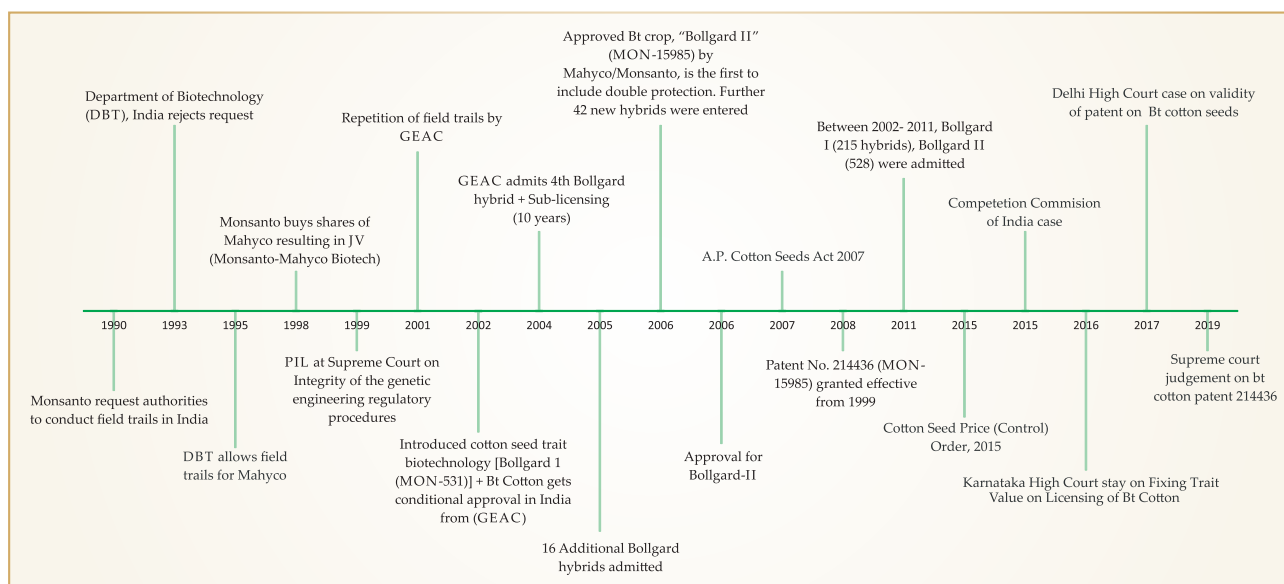 Department of Biotechnology
(DBT), India rejects request
Monsanto buys shares of
Mahyco resulting in JV
(Monsanto-Mahyco Biotech)
Repetition of field trails by
GEAC
GEAC admits 4th Bollgard
hybrid + Sub-licensing
(10 years)
Approved Bt crop, “Bollgard II”
(MON-15985) by
Mahyco/Monsanto, is the first to
include double protection. Further
42 new hybrids were entered
A.P. Cotton Seeds Act 2007
Between 2002- 2011, Bollgard
I (215 hybrids), Bollgard II
(528) were admitted
Competetion Commision
of India case
Delhi High Court case on validity
of patent on Bt cotton seeds
1990 1993 1995 1998 1999 2001 2002 2004 2005 2006 2006 2007 2008 2011 2015 2015 2016 2017 2019
Monsanto request authorities
to conduct field trails in India
DBT allows field
trails for Mahyco
PIL at Supreme Court on
Integrity of the genetic
engineering regulatory
procedures
Introduced cotton seed trait
biotechnology [Bollgard 1
(MON-531)] + Bt Cotton gets
conditional approval in India
from (GEAC)
16 Additional Bollgard
hybrids admitted
Approval for
Bollgard-II
Patent No. 214436 (MON-
15985) granted effective
from 1999
Cotton Seed Price (Control)
Order, 2015
Karnataka High Court stay on Fixing Trait
Value on Licensing of Bt Cotton
Supreme court
judgement on bt
cotton patent 214436